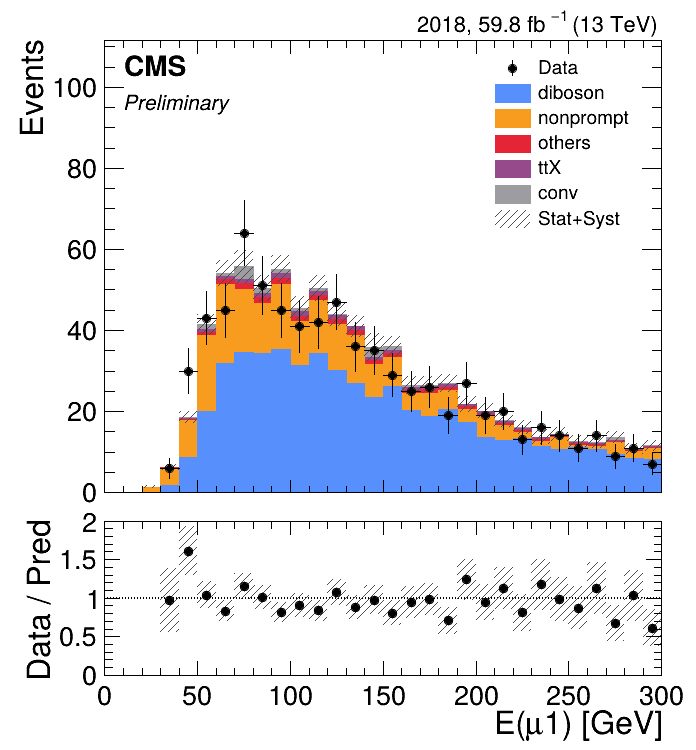 2018, 59.8 fb⁻¹ (13 TeV)
CMS
Preliminary
Data
diboson
nonprompt
others
ttX
conv
Stat+Syst
Events
100
80
60
40
20
0
Data / Pred
2
1.5
1
0.5
0
0 50 100 150 200 250 300
E(μ1) [GeV]